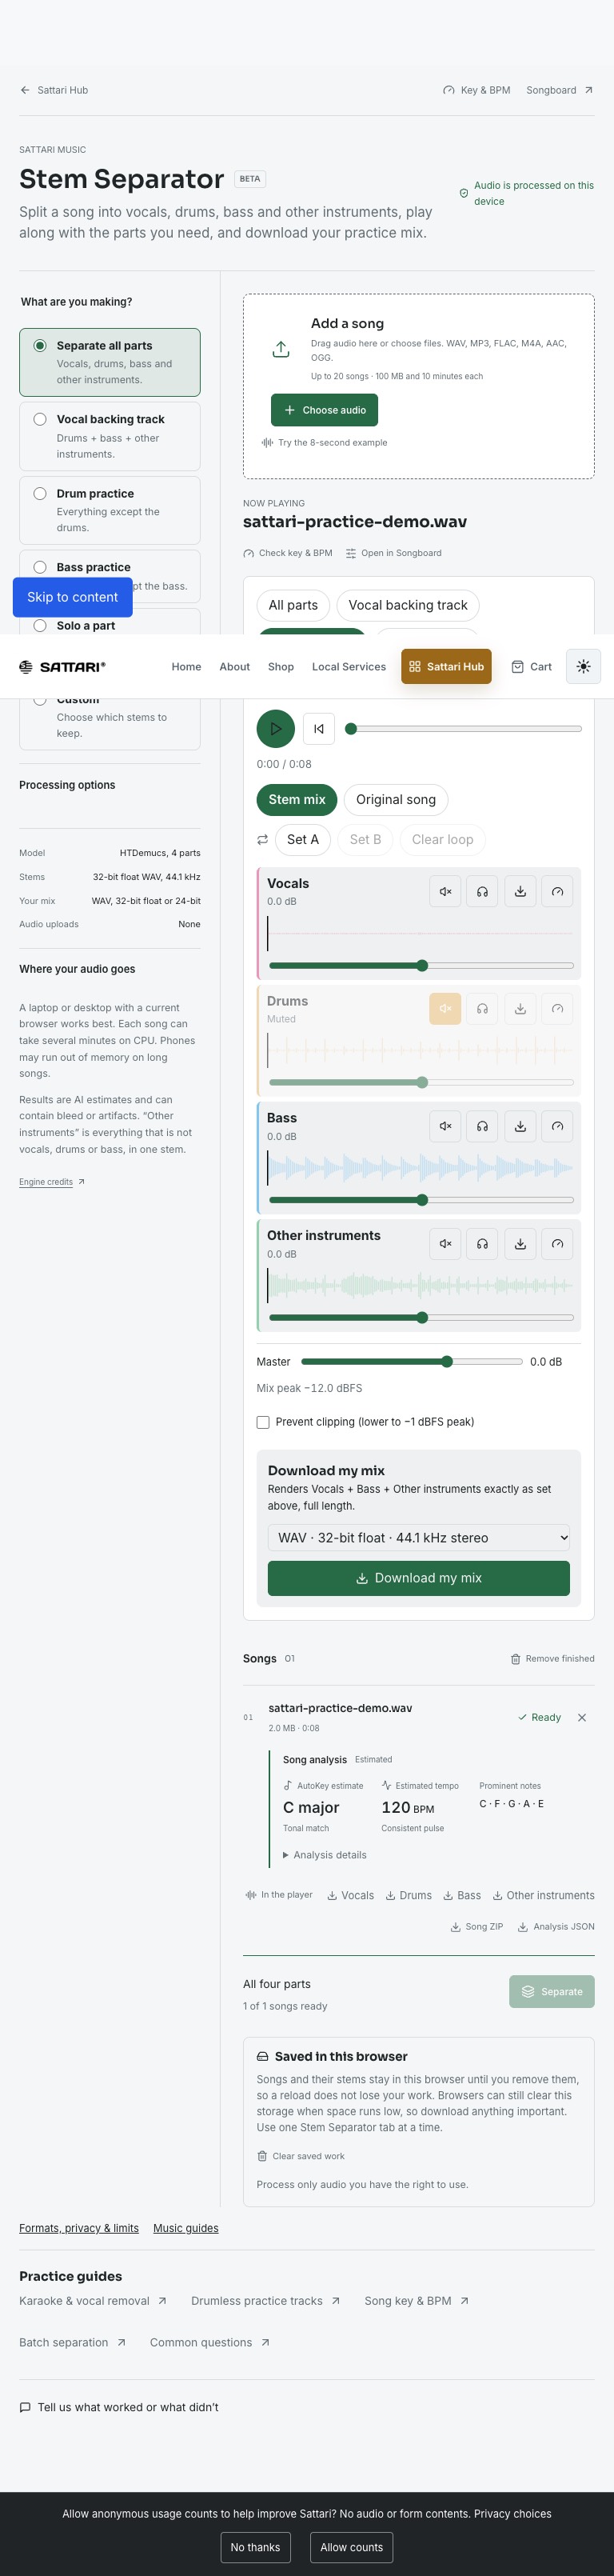 Sattari Hub
Key & BPM
Songboard
SATTARI MUSIC
Stem Separator
BETA
Split a song into vocals, drums, bass and other instruments, play
along with the parts you need, and download your practice mix.
Audio is processed on this
device
What are you making?
Separate all parts
Vocals, drums, bass and
other instruments.
Vocal backing track
Drums + bass + other
instruments.
Drum practice
Everything except the
drums.
Bass practice
pt the bass.
Skip to content
Solo a part
Add a song
Drag audio here or choose files. WAV, MP3, FLAC, M4A, AAC,
OGG.
Up to 20 songs · 100 MB and 10 minutes each
Choose audio
Try the 8-second example
NOW PLAYING
sattari-practice-demo.wav
Check key & BPM
Open in Songboard
All parts
Vocal backing track
SATTARI®
Home
About
Shop
Local Services
Sattari Hub
Cart
Custom
Choose which stems to
keep.
Processing options
Model
HTDemucs, 4 parts
Stems
32-bit float WAV, 44.1 kHz
Your mix
WAV, 32-bit float or 24-bit
Audio uploads
None
Where your audio goes
A laptop or desktop with a current
browser works best. Each song can
take several minutes on CPU. Phones
may run out of memory on long
songs.
Results are AI estimates and can
contain bleed or artifacts. “Other
instruments” is everything that is not
vocals, drums or bass, in one stem.
Engine credits
0:00 / 0:08
Stem mix
Original song
Set A
Set B
Clear loop
Vocals
0.0 dB
Drums
Muted
Bass
0.0 dB
Other instruments
0.0 dB
Master
0.0 dB
Mix peak −12.0 dBFS
Prevent clipping (lower to −1 dBFS peak)
Download my mix
Renders Vocals + Bass + Other instruments exactly as set
above, full length.
WAV · 32-bit float · 44.1 kHz stereo
Download my mix
Songs 01
Remove finished
01
sattari-practice-demo.wav
2.0 MB · 0:08
Ready
Song analysis Estimated
AutoKey estimate
Estimated tempo
Prominent notes
C major
120 BPM
C · F · G · A · E
Tonal match
Consistent pulse
Analysis details
In the player
Vocals
Drums
Bass
Other instruments
Song ZIP
Analysis JSON
All four parts
1 of 1 songs ready
Separate
Saved in this browser
Songs and their stems stay in this browser until you remove them,
so a reload does not lose your work. Browsers can still clear this
storage when space runs low, so download anything important.
Use one Stem Separator tab at a time.
Clear saved work
Process only audio you have the right to use.
Formats, privacy & limits
Music guides
Practice guides
Karaoke & vocal removal
Drumless practice tracks
Song key & BPM
Batch separation
Common questions
Tell us what worked or what didn’t
Allow anonymous usage counts to help improve Sattari? No audio or form contents. Privacy choices
No thanks
Allow counts